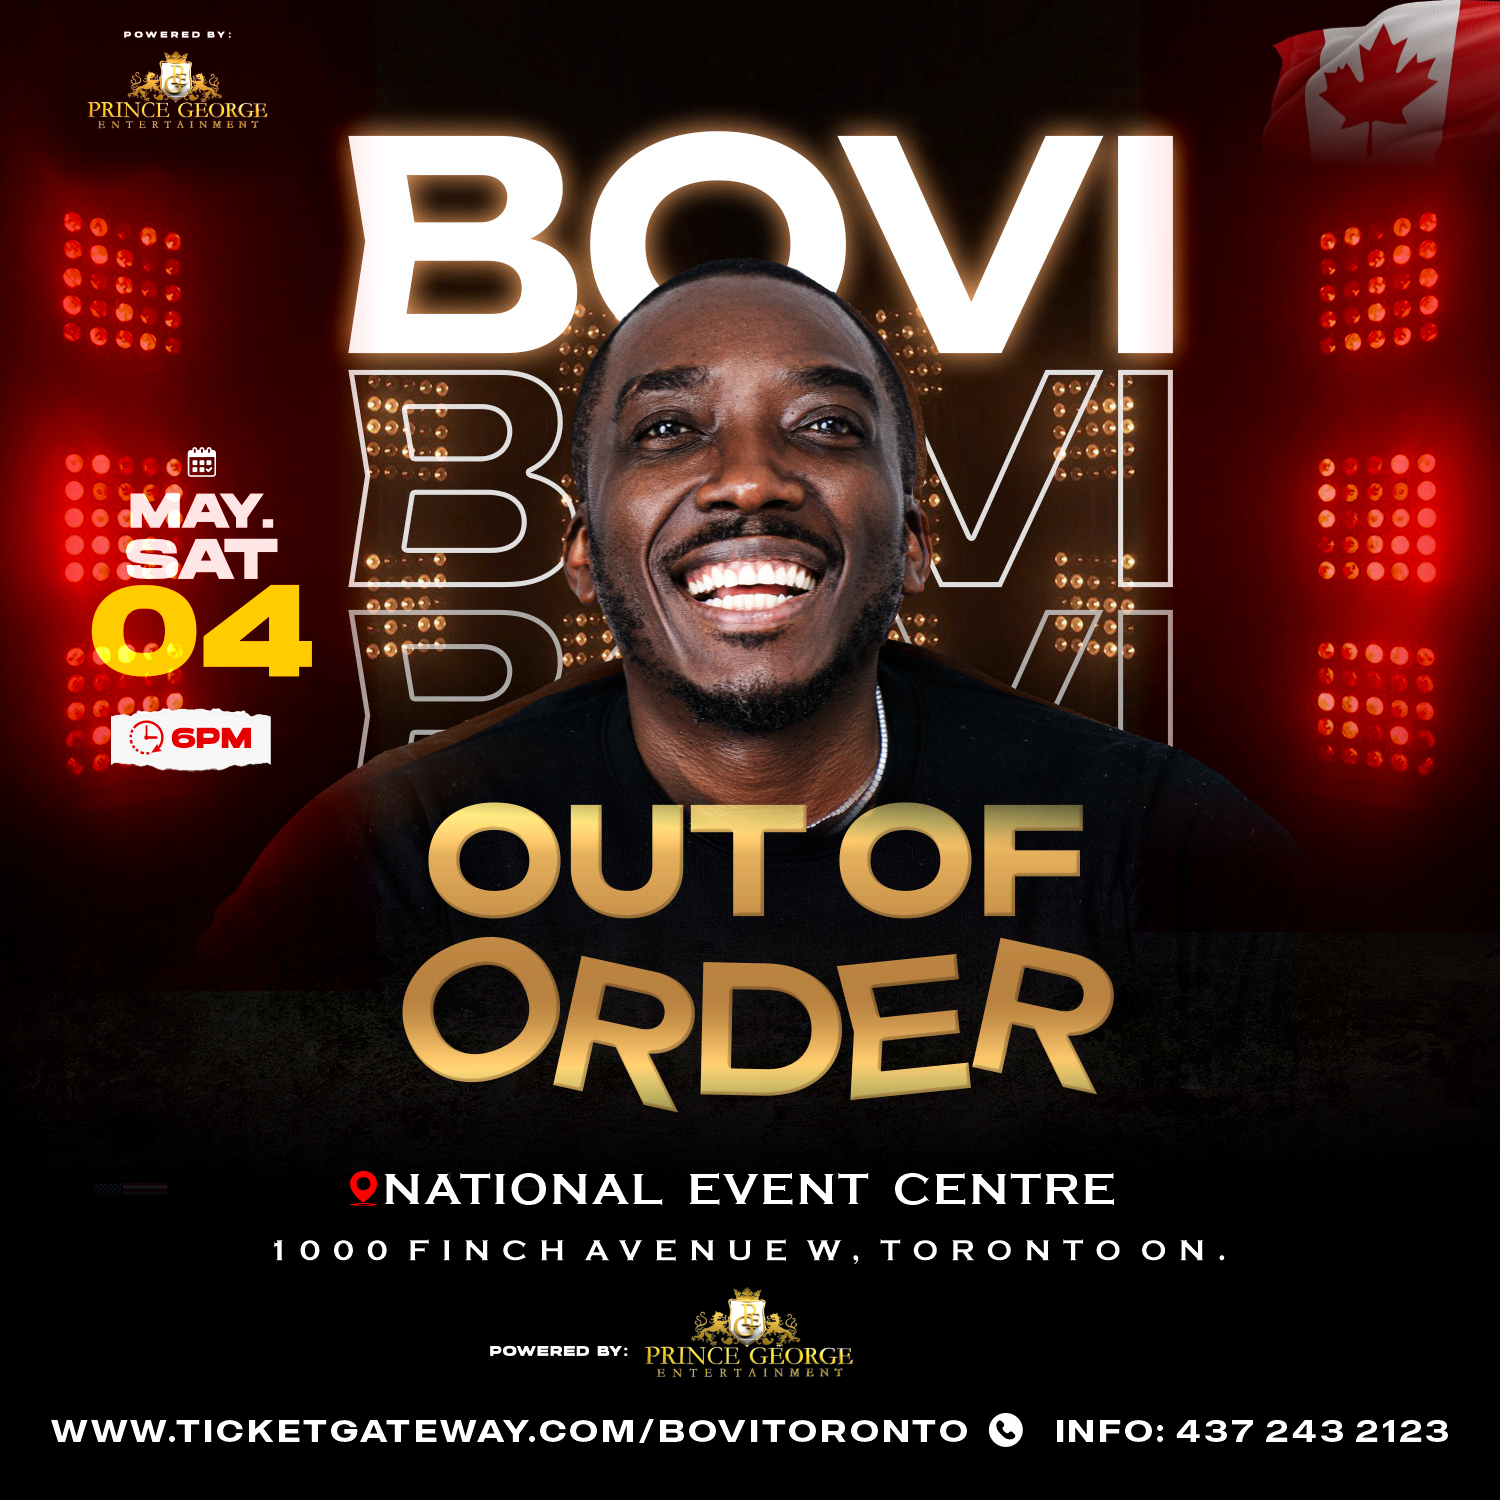 POWERED BY:
PRINCE GEORGE
ENTERTAINMENT
BOVI
BOVI
BOVI
MAY.
SAT
04
6PM
OUT OF
ORDER
NATIONAL EVENT CENTRE
1000 FINCH AVENUE W, TORONTO ON.
POWERED BY:
PRINCE GEORGE
ENTERTAINMENT
WWW.TICKETGATEWAY.COM/BOVITORONTO
INFO: 437 243 2123